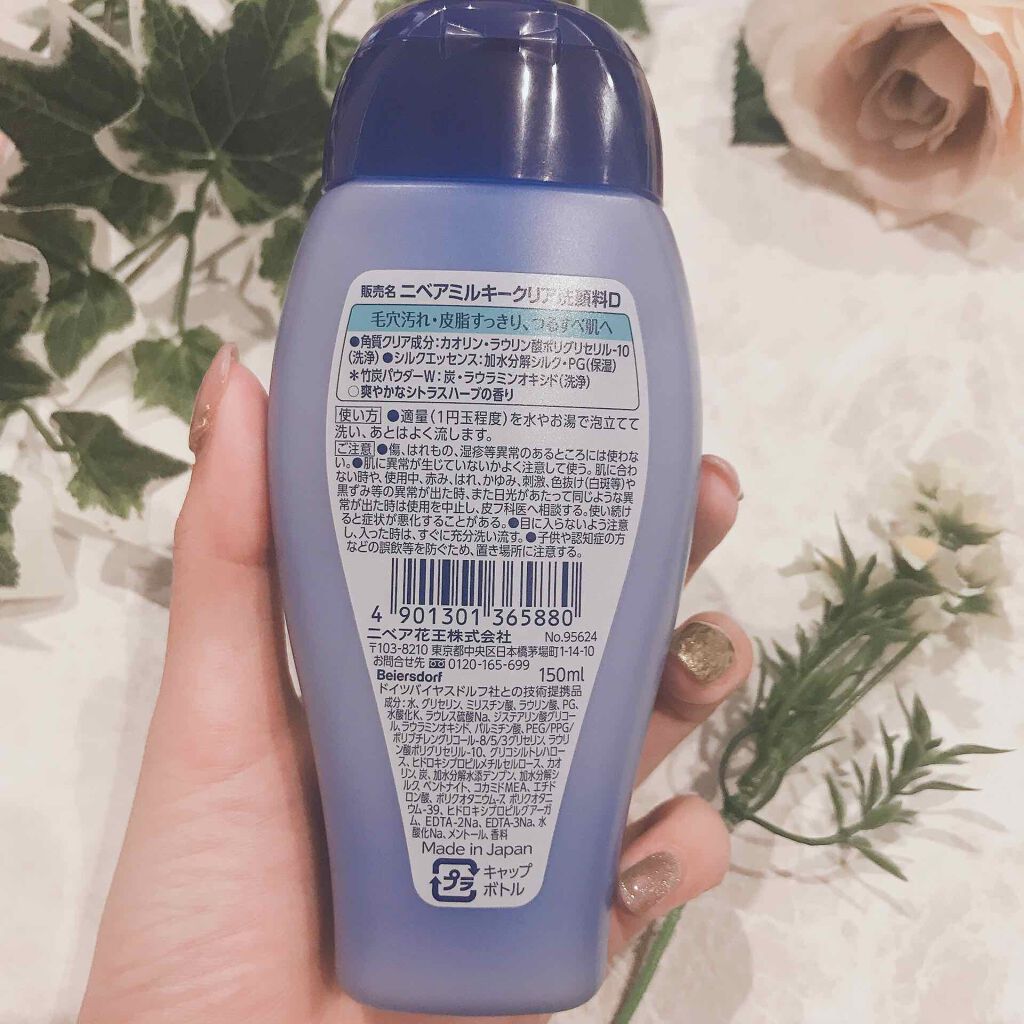 販売名 ニベアミルキークリア洗顔料D
毛穴汚れ・皮脂すっきり、つるすべ肌へ
●角質クリア成分:カオリン・ラウリン酸ポリグリセリル-10
(洗浄) ●シルクエッセンス:加水分解シルク・PG(保湿)
*竹炭パウダーW:炭・ラウラミンオキシド(洗浄)
○爽やかなシトラスハーブの香り
使い方 ●適量(1円玉程度)を水やお湯で泡立てて
洗い、あとはよく流します。
ご注意 ●傷、はれもの、湿疹等異常のあるところには使わな
い。●肌に異常が生じていないかよく注意して使う。肌に合わ
ない時や、使用中、赤み、はれ、かゆみ、刺激、色抜け(白斑等)や
黒ずみ等の異常が出た時、また日光があたって同じような異
常が出た時は使用を中止し、皮フ科医へ相談する。使い続け
ると症状が悪化することがある。●目に入らないよう注意
し、入った時は、すぐに充分洗い流す。●子供や認知症の方
などの誤飲等を防ぐため、置き場所に注意する。
4 901301 365880
ニベア花王株式会社 No.95624
〒103-8210 東京都中央区日本橋茅場町1-14-10
お問合せ先 0120-165-699
Beiersdorf 150ml
ドイツバイヤスドルフ社との技術提携品
成分:水、グリセリン、ミリスチン酸、ラウリン酸、PG、
水酸化K、ラウレス硫酸Na、ジステアリン酸グリコー
ル、ラウラミンオキシド、パルミチン酸、PEG/PPG/
ポリブチレングリコール-8/5/3グリセリン、ラウリ
ン酸ポリグリセリル-10、グリコシルトレハロー
ス、ヒドロキシプロピルメチルセルロース、カオ
リン、炭、加水分解水添デンプン、加水分解シ
ルク、ベントナイト、コカミドMEA、エチド
ロン酸、ポリクオタニウム-7、ポリクオタニ
ウム-39、ヒドロキシプロピルグアーガ
ム、EDTA-2Na、EDTA-3Na、水
酸化Na、メントール、香料
Made in Japan
プラ キャップ
ボトル